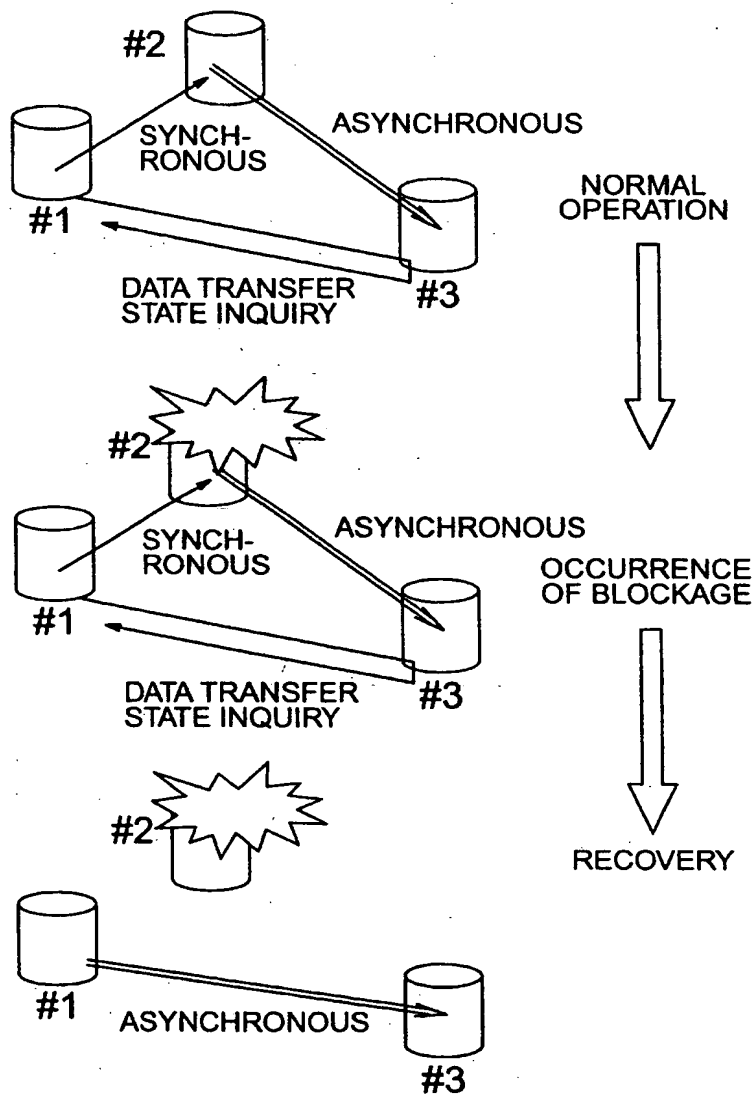 #2
SYNCH-
RONOUS
ASYNCHRONOUS
#1
#3
DATA TRANSFER
STATE INQUIRY
NORMAL
OPERATION
#2
SYNCH-
RONOUS
ASYNCHRONOUS
#1
#3
DATA TRANSFER
STATE INQUIRY
OCCURRENCE
OF BLOCKAGE
#2
RECOVERY
#1
ASYNCHRONOUS
#3